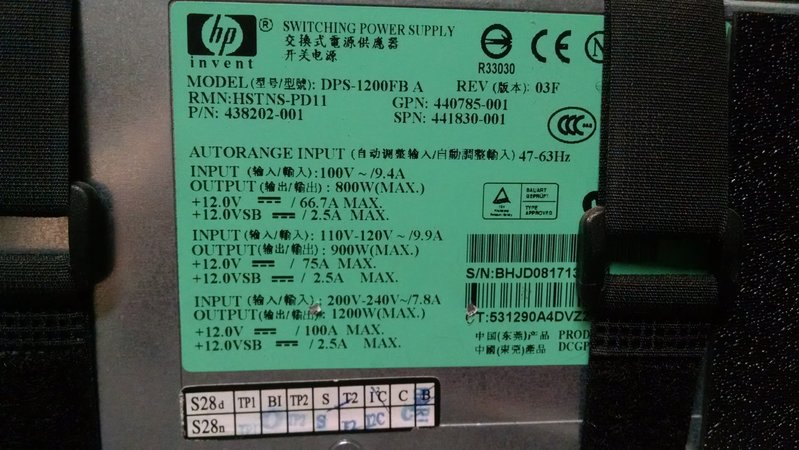 hp ® SWITCHING POWER SUPPLY
交換式電源供應器
开关电源
invent
R33030
MODEL (型号/型號): DPS-1200FB A REV (版本): 03F
RMN:HSTNS-PD11 GPN: 440785-001
P/N: 438202-001 SPN: 441830-001
CCC
AUTORANGE INPUT (自动调整输入/自動調整輸入) 47-63Hz
INPUT (输入/輸入):100V ~/9.4A
OUTPUT (输出/輸出): 800W(MAX.)
+12.0V / 66.7A MAX.
+12.0VSB / 2.5A MAX.
BAUART GEPRÜFT
TYPE APPROVED
INPUT (输入/輸入): 110V-120V ~/9.9A
OUTPUT(输出/輸出): 900W(MAX.)
+12.0V / 75A MAX.
+12.0VSB / 2.5A MAX.
S/N:BHJD081713
INPUT (输入/輸入): 200V-240V~/7.8A
OUTPUT(输出/輸出): 1200W(MAX.)
+12.0V / 100A MAX.
+12.0VSB / 2.5A MAX.
CT:531290A4DVZ2
中国(东莞)产品 PROD
中國(東莞)產品 DCGP
S28d TP1 BI TP2 S T2 I'C C B
S28n S T2 I2C C